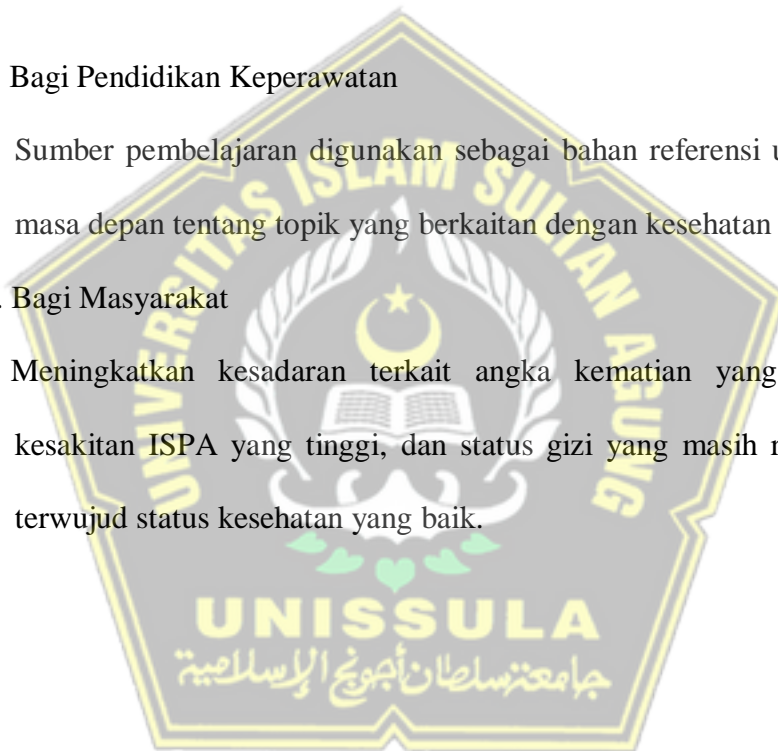 Bagi Pendidikan Keperawatan
Sumber pembelajaran digunakan sebagai bahan referensi
masa depan tentang topik yang berkaitan dengan kesehatan
. Bagi Masyarakat
Meningkatkan kesadaran terkait angka kematian yang
kesakitan ISPA yang tinggi, dan status gizi yang masih
terwujud status kesehatan yang baik.
UNIVERSITAS ISLAM SULTAN AGUNG
UNISSULA
جامعة سلطان أجونج الإسلامية